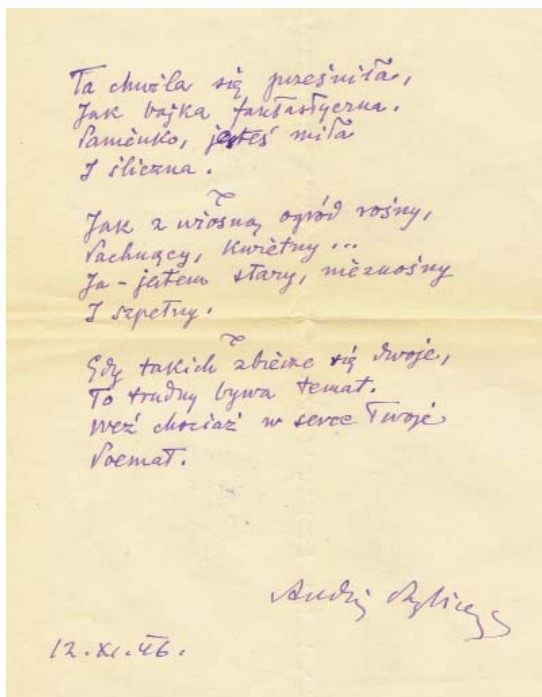 Ta chwila się prześniła,
Jak bajka fantastyczna.
Panienko, jesteś miła
I śliczna.
Jak z wiosną ogród rośny,
Pachnący, kwietny...
Ja - jestem stary, nieznośny
I szpetny.
Gdy takich zbierze się dwoje,
To trudny bywa temat.
Weź chociaż w serce Twoje
Poemat.
Andrzej
12.XI.46.